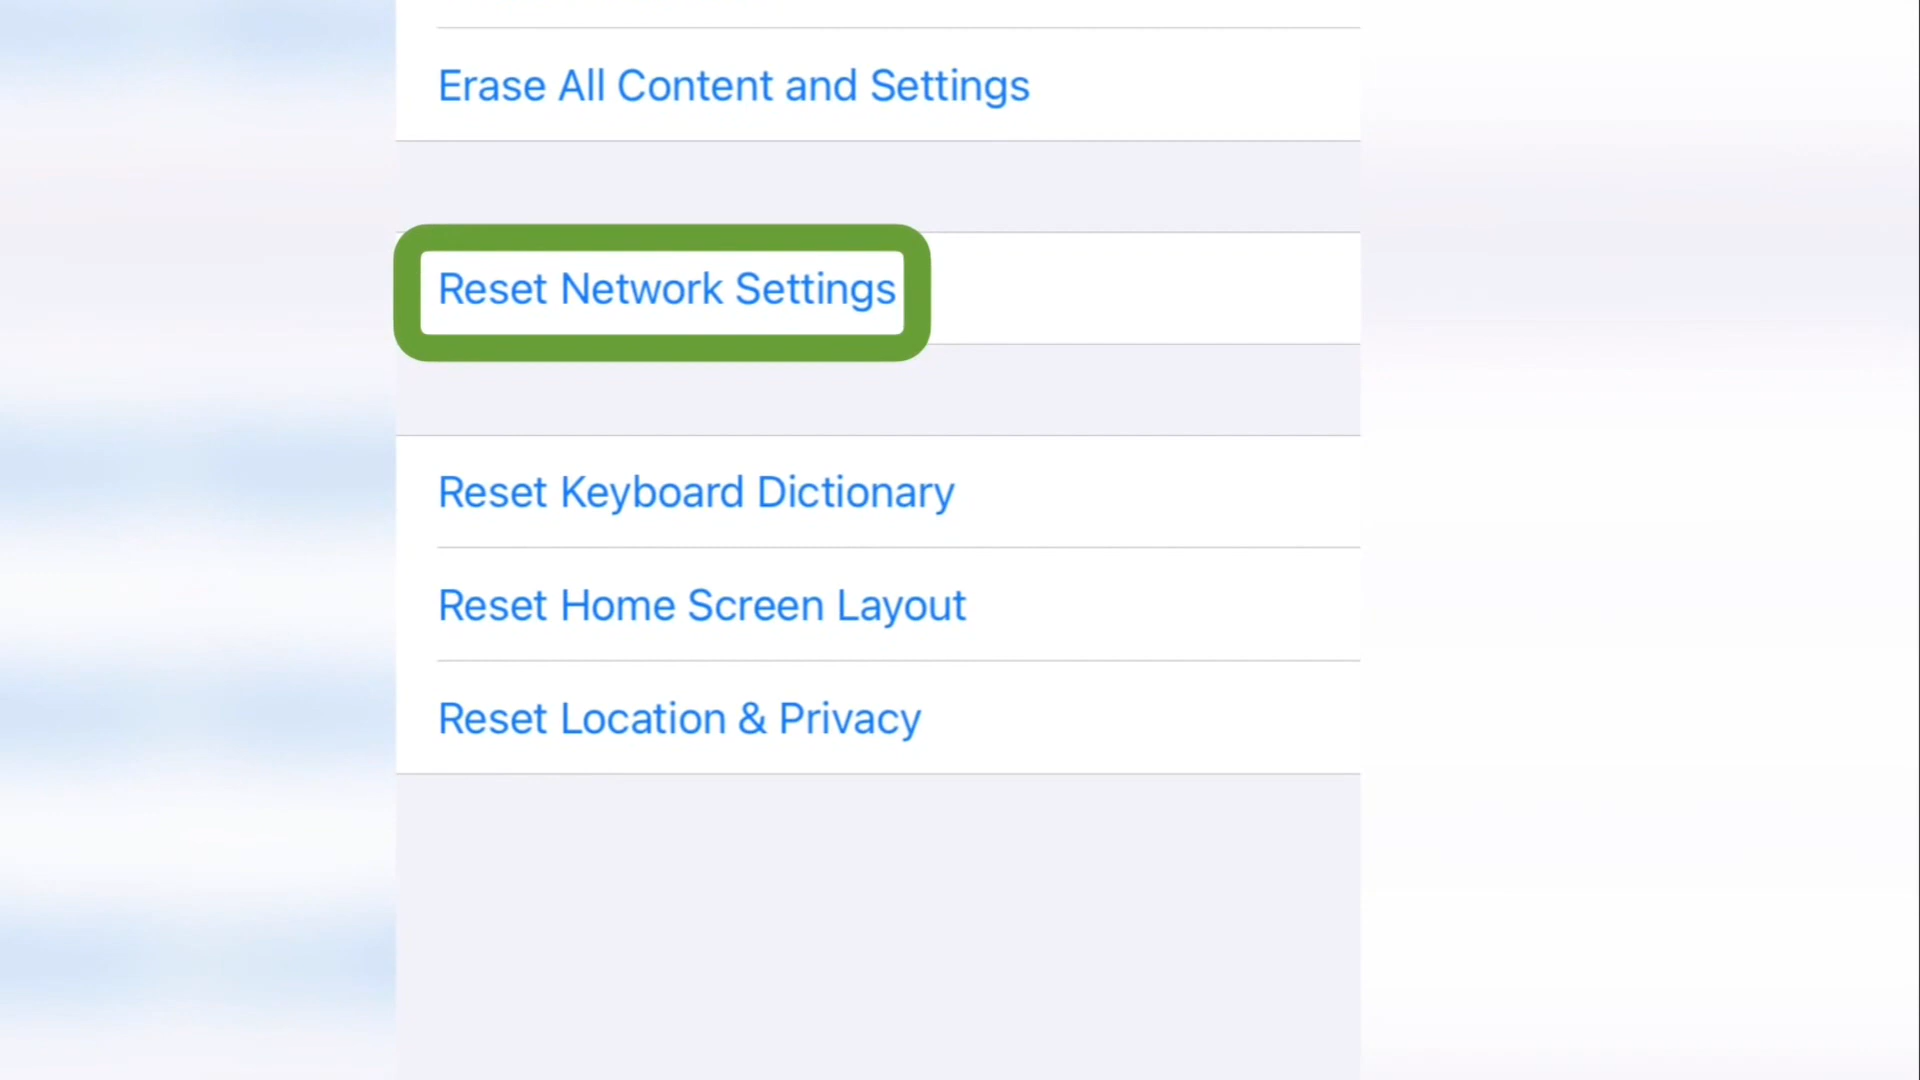 Erase All Content and Settings
Reset Network Settings
Reset Keyboard Dictionary
Reset Home Screen Layout
Reset Location & Privacy